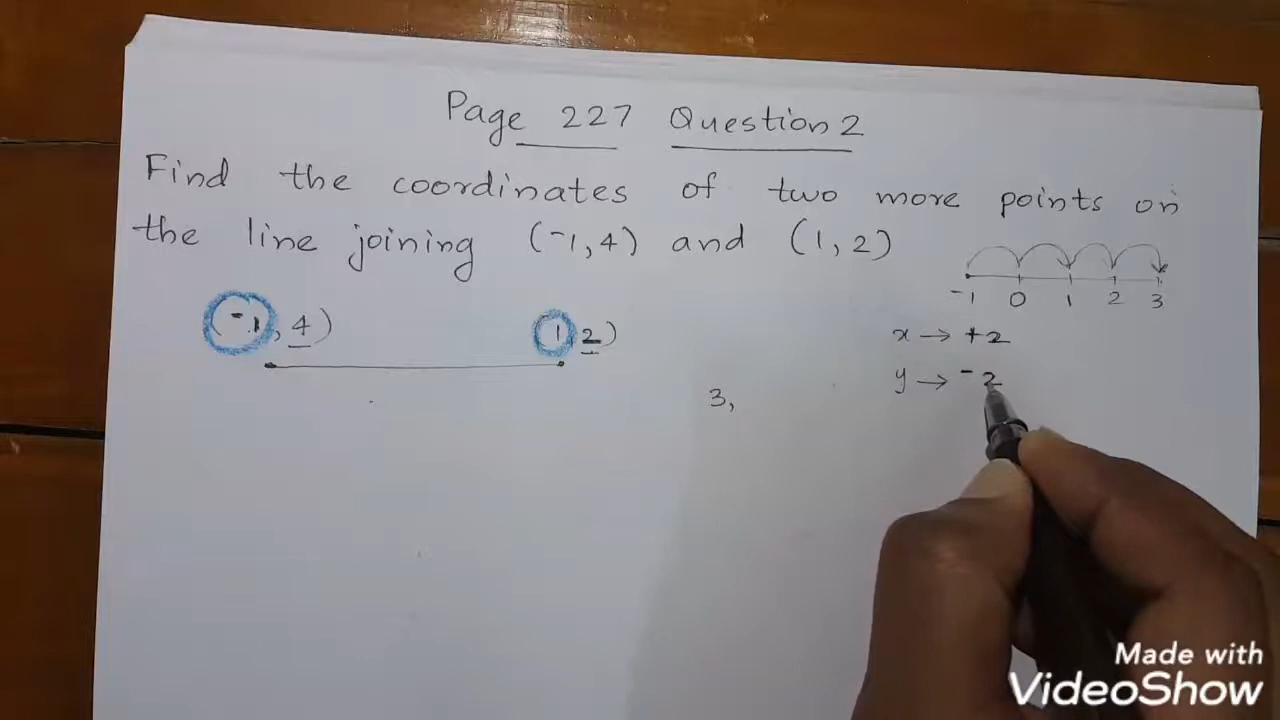 Page 227 Question 2
Find the coordinates of two more points on
the line joining (-1, 4) and (1, 2)
-1 0 1 2 3
(-1, 4) 1, 2)
x → +2
y → -2
3,
Made with
VideoShow